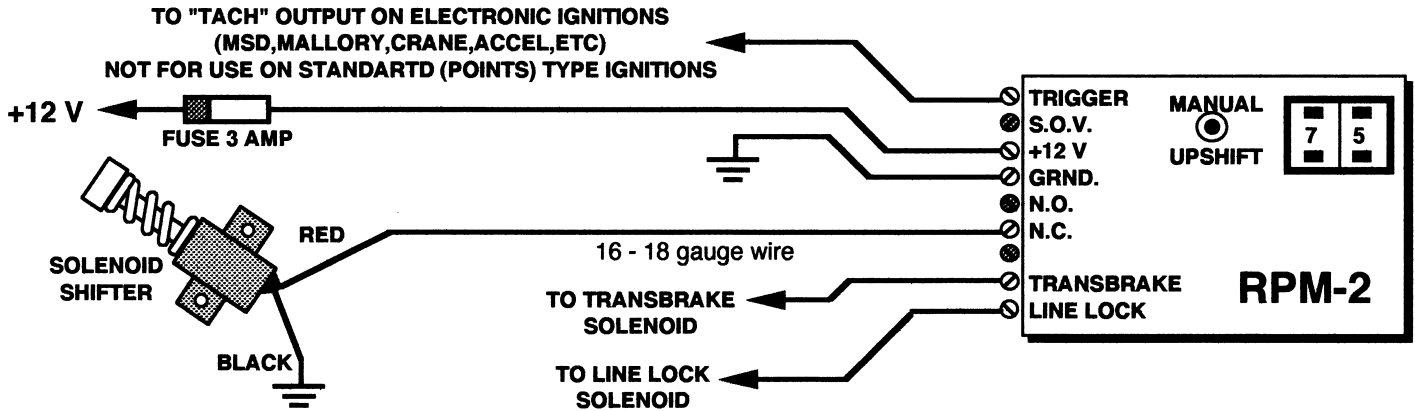 TO "TACH" OUTPUT ON ELECTRONIC IGNITIONS
(MSD,MALLORY,CRANE,ACCEL,ETC)
NOT FOR USE ON STANDARTD (POINTS) TYPE IGNITIONS
+12 V
FUSE 3 AMP
SOLENOID
SHIFTER
RED
BLACK
16 - 18 gauge wire
TO TRANSBRAKE
SOLENOID
TO LINE LOCK
SOLENOID
TRIGGER
S.O.V.
+12 V
GRND.
N.O.
N.C.
TRANSBRAKE
LINE LOCK
MANUAL
UPSHIFT
7 5
RPM-2